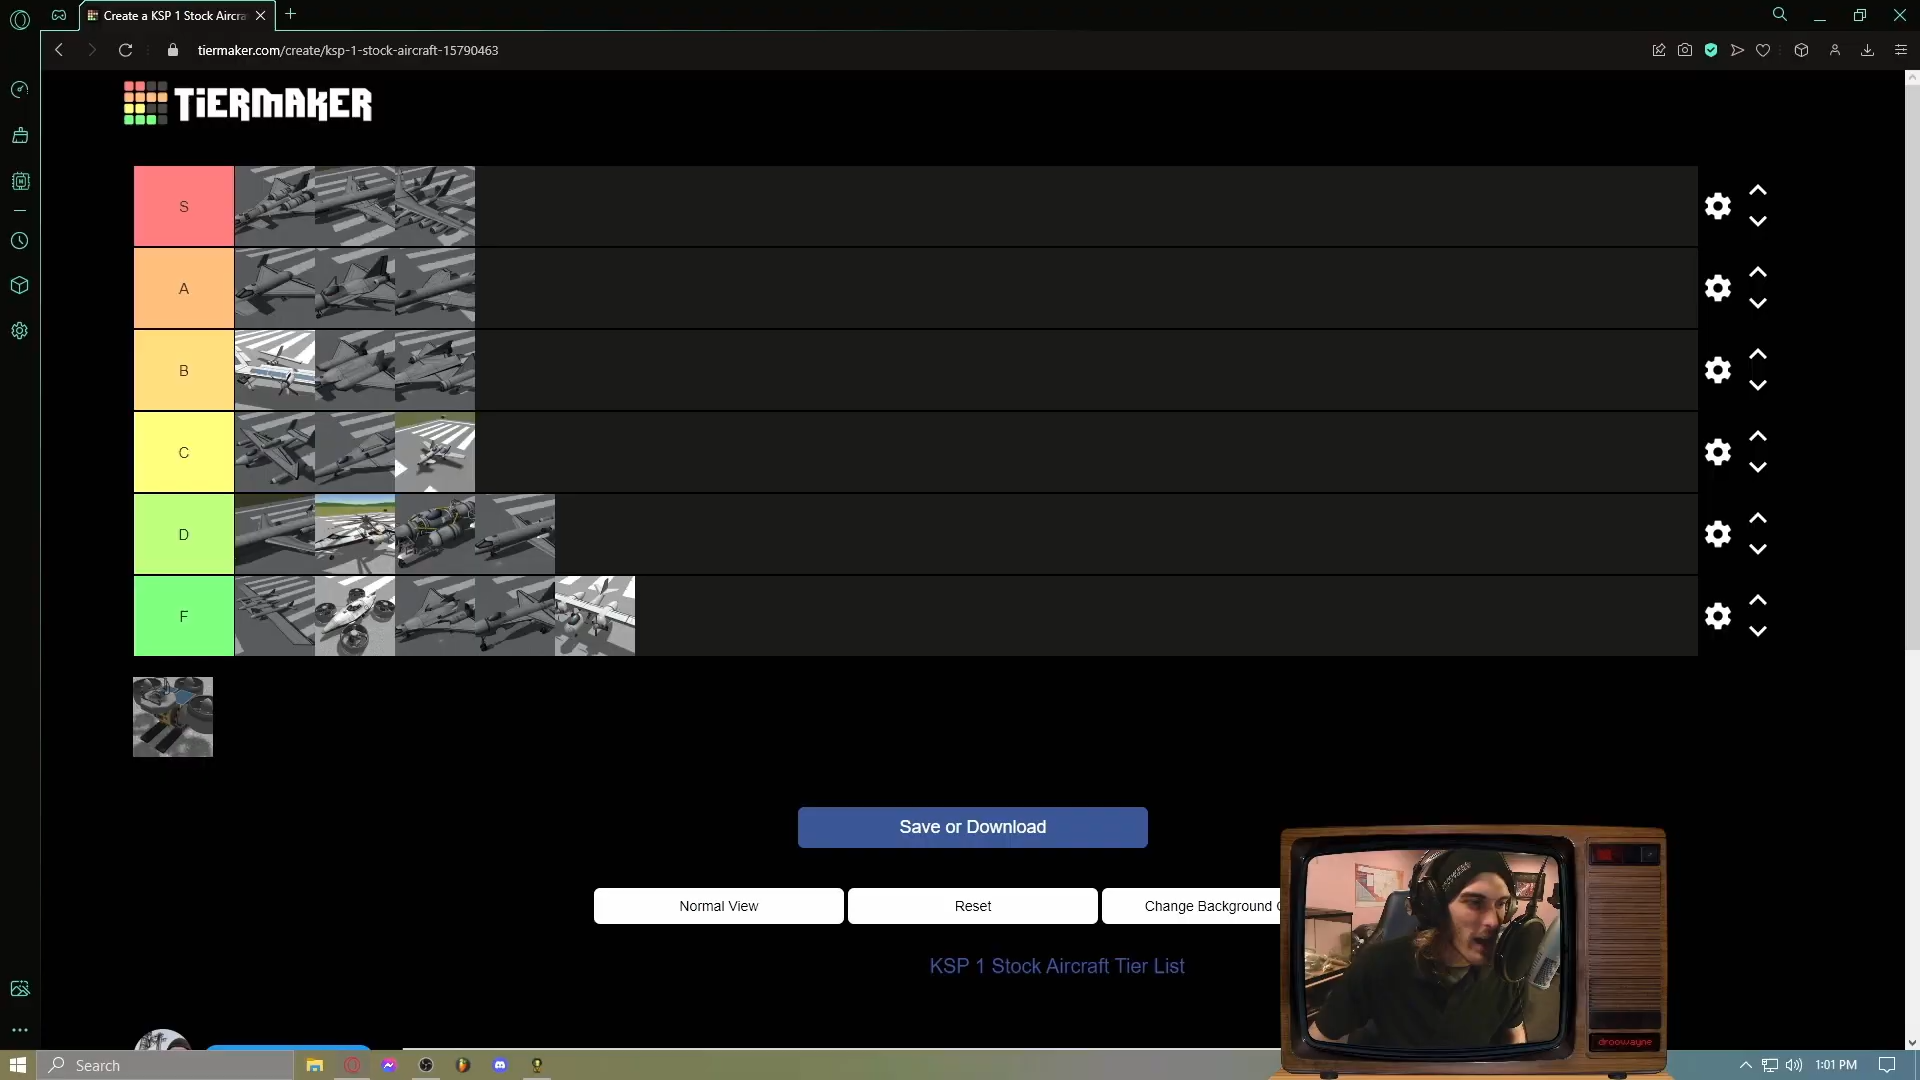 Create a KSP 1 Stock Aircra
tiermaker.com/create/ksp-1-stock-aircraft-15790463
TiERMAKER
S
A
B
C
D
F
Save or Download
Normal View
Reset
Change Background C
KSP 1 Stock Aircraft Tier List
droowayne
Search
1:01 PM